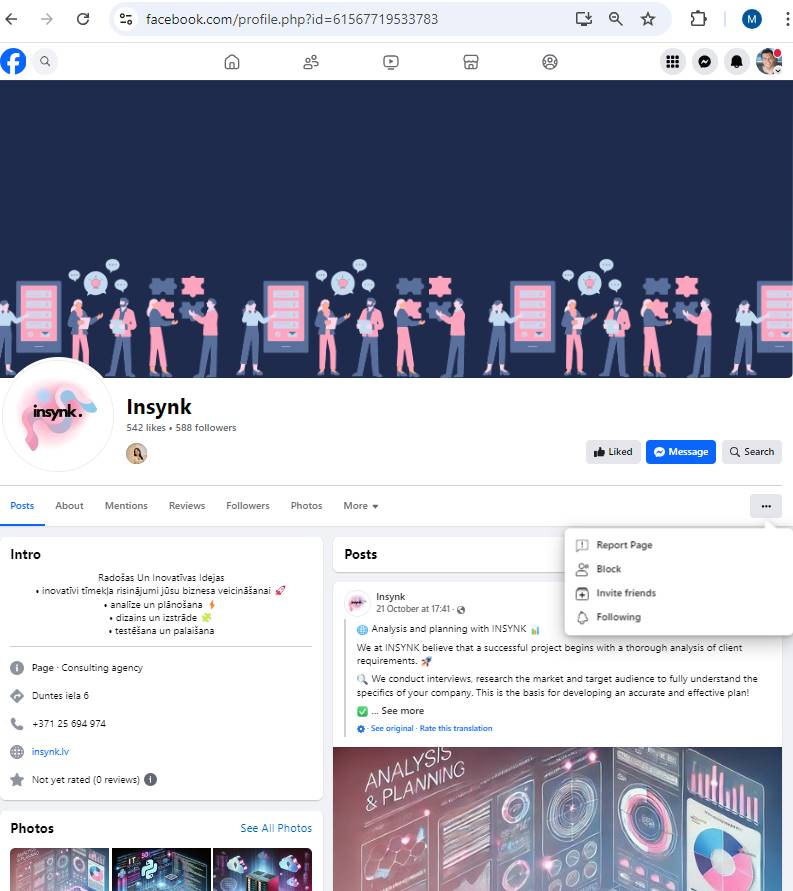 facebook.com/profile.php?id=61567719533783
M
insynk.
Insynk
542 likes • 588 followers
Liked
Message
Search
Posts
About
Mentions
Reviews
Followers
Photos
More
Report Page
Block
Invite friends
Following
Intro
Radošas Un Inovatīvas Idejas
• inovatīvi tīmekļa risinājumi jūsu biznesa veicināšanai 🚀
• analīze un plānošana ⚡
• dizains un izstrāde 🧩
• testēšana un palaišana
Page · Consulting agency
Duntes iela 6
+371 25 694 974
insynk.lv
Not yet rated (0 reviews)
Photos
See All Photos
Posts
Insynk
21 October at 17:41 ·
🌐 Analysis and planning with INSYNK 📊
We at INSYNK believe that a successful project begins with a thorough analysis of client
requirements. 🚀
🔍 We conduct interviews, research the market and target audience to fully understand the
specifics of your company. This is the basis for developing an accurate and effective plan!
✅ ... See more
· See original · Rate this translation
ANALYSIS
& PLANNING